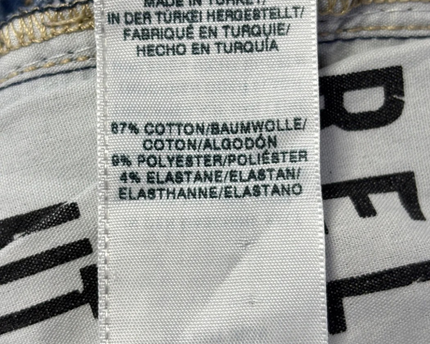 MADE IN TURKEY/
IN DER TÜRKEI HERGESTELLT/
FABRIQUÉ EN TURQUIE/
HECHO EN TURQUÍA
87% COTTON/BAUMWOLLE/
COTON/ALGODÓN
9% POLYESTER/POLIÉSTER
4% ELASTANE/ELASTAN/
ELASTHANNE/ELASTANO